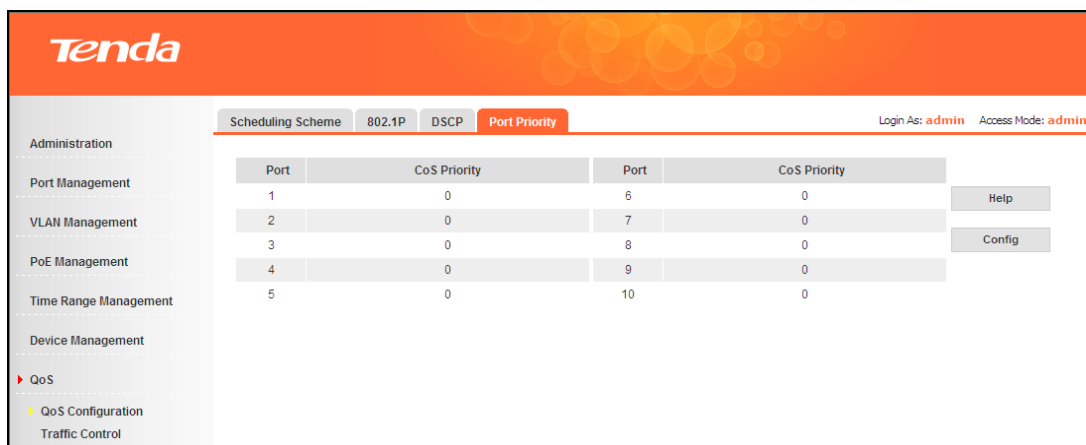 Tenda
Scheduling Scheme 802.1P DSCP Port Priority Login As: admin Access Mode: admin
Administration
Port Management
VLAN Management
PoE Management
Time Range Management
Device Management
QoS
QoS Configuration
Traffic Control
Port CoS Priority Port CoS Priority
1 0 6 0
2 0 7 0
3 0 8 0
4 0 9 0
5 0 10 0
Help
Config